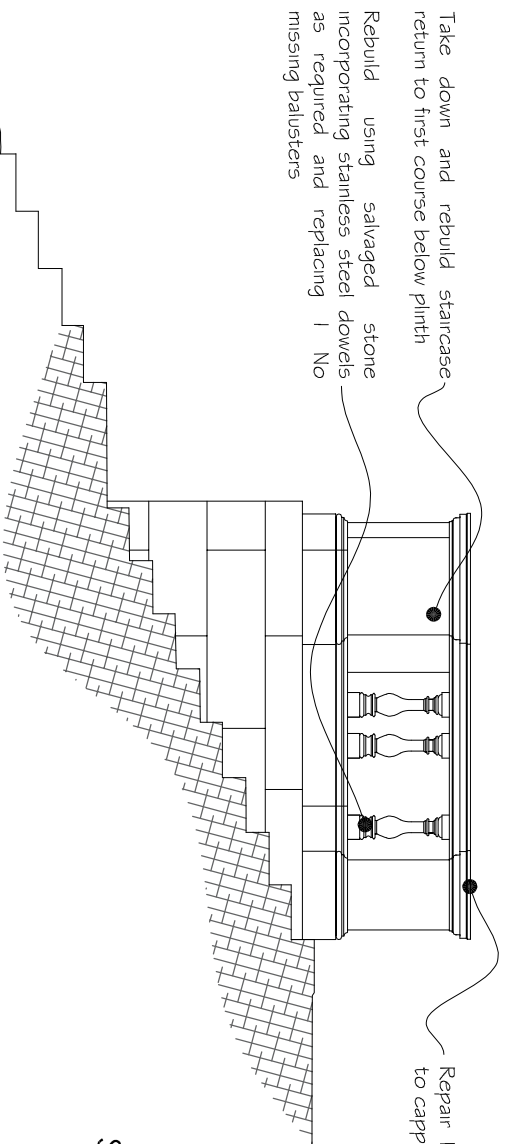 Take down and rebuild staircase
return to first course below plinth
Rebuild using salvaged stone
incorporating stainless steel dowels
as required and replacing 1 No
missing balusters
Repair
to capp